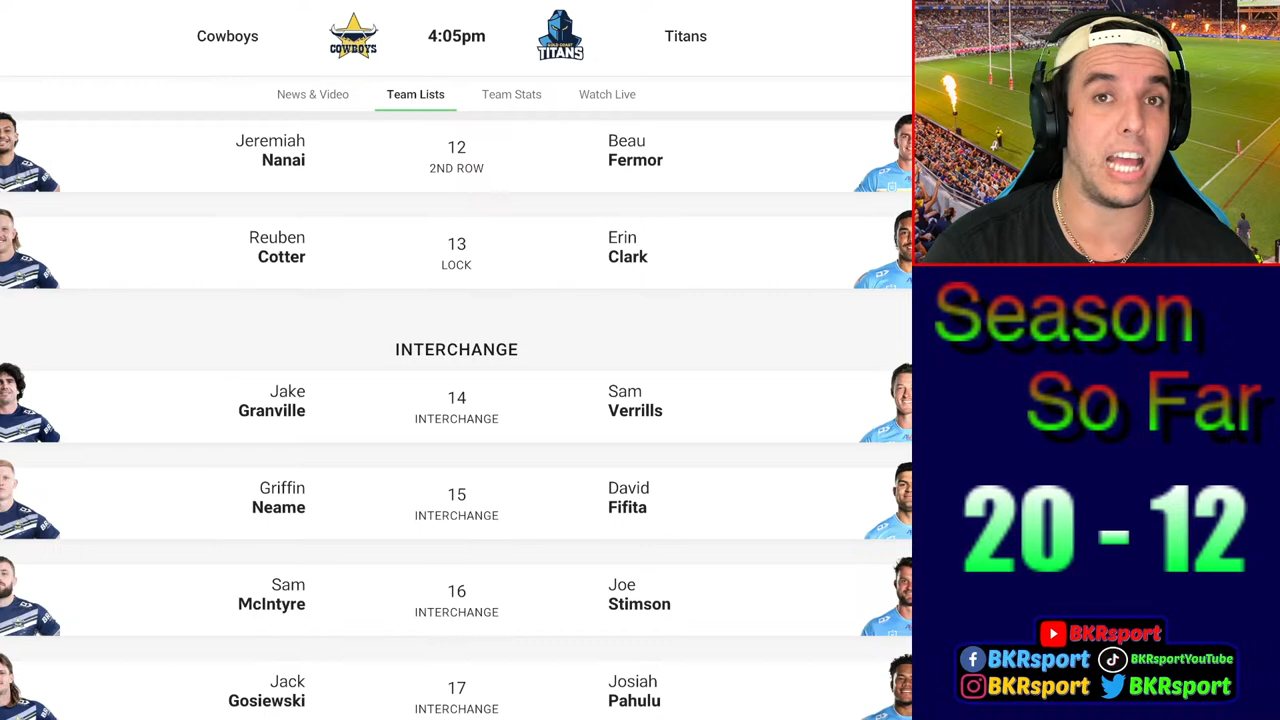 Cowboys
COWBOYS
4:05pm
GOLD COAST
TITANS
Titans
News & Video
Team Lists
Team Stats
Watch Live
Jeremiah
Nanai
12
2ND ROW
Beau
Fermor
Reuben
Cotter
13
LOCK
Erin
Clark
INTERCHANGE
Jake
Granville
14
INTERCHANGE
Sam
Verrills
Griffin
Neame
15
INTERCHANGE
David
Fifita
Sam
McIntyre
16
INTERCHANGE
Joe
Stimson
Jack
Gosiewski
17
INTERCHANGE
Josiah
Pahulu
Season
So Far
20 - 12
BKRsport
BKRsport
BKRsportYouTube
BKRsport
BKRsport